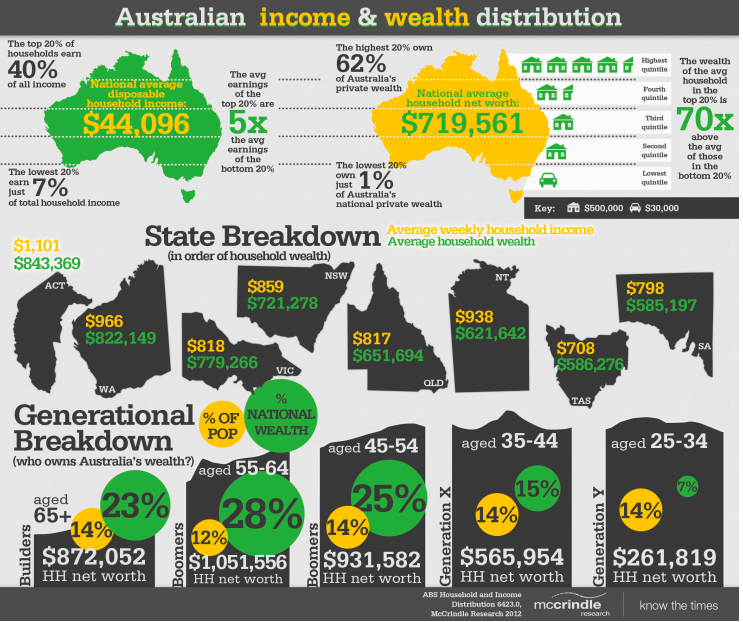 Australian income & wealth distribution
The top 20% of
households earn
40%
of all income
National average
disposable
household income:
$44,096
The lowest 20%
earn
just 7%
of total household income
The avg
earnings
of the
top 20% are
5x
the avg
earnings
of the
bottom 20%
The highest 20% own
62%
of Australia's
private wealth
National average
household net worth:
$719,561
The lowest 20%
own
just 1%
of Australia's
national private wealth
Highest
quintile
Fourth
quintile
Third
quintile
Second
quintile
Lowest
quintile
The wealth
of the avg
household
in the
top 20% is
70x
above
the avg
of those
in the
bottom 20%
Key: $500,000 $30,000
State Breakdown
(in order of household wealth)
Average weekly household income
Average household wealth
$1,101
$843,369
ACT
$966
$822,149
WA
$818
$779,266
VIC
$859
$721,278
NSW
$817
$651,694
QLD
$938
$621,642
NT
$708
$586,276
TAS
$798
$585,197
SA
Generational
Breakdown
(who owns Australia's wealth?)
% OF
POP
%
NATIONAL
WEALTH
Builders
aged
65+
14%
23%
$872,052
HH net worth
Boomers
aged 55-64
12%
28%
$1,051,556
HH net worth
Boomers
aged 45-54
14%
25%
$931,582
HH net worth
Generation X
aged 35-44
14%
15%
$565,954
HH net worth
Generation Y
aged 25-34
14%
7%
$261,819
HH net worth
ABS Household and Income
Distribution 6423.0,
McCrindle Research 2012
mccrindle
research
know the times